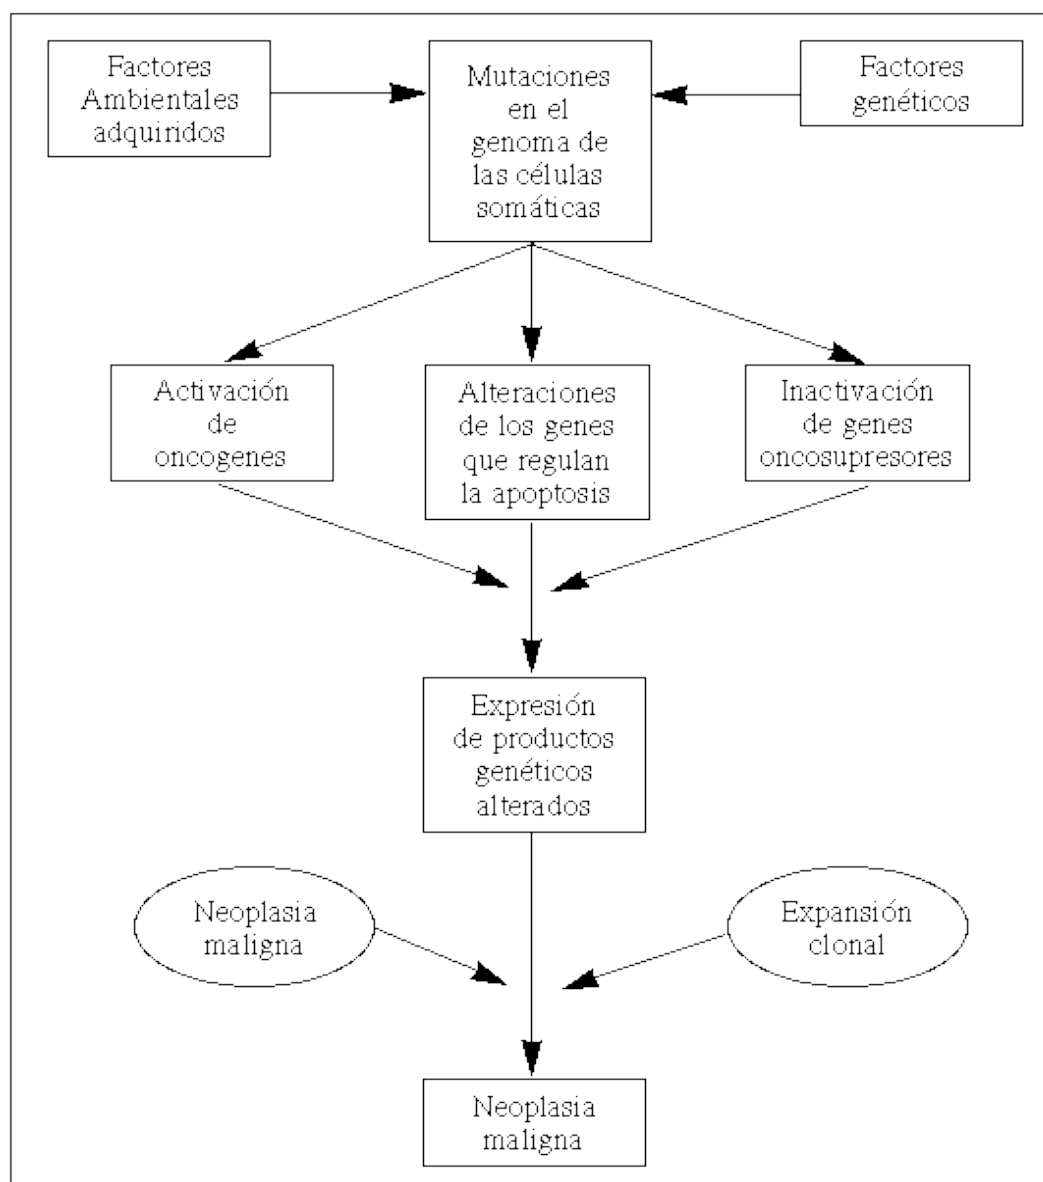 Factores
Ambientales
adquiridos
Mutaciones
en el
genoma de
las células
somáticas
Factores
genéticos
Activación
de
oncogenes
Alteraciones
de los genes
que regulan
la apoptosis
Inactivación
de genes
oncosupresores
Expresión
de productos
genéticos
alterados
Neoplasia
maligna
Expansión
clonal
Neoplasia
maligna